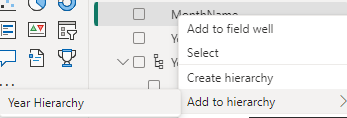 MonthName
Add to field well
Select
Create hierarchy
Add to hierarchy
Year Hierarchy